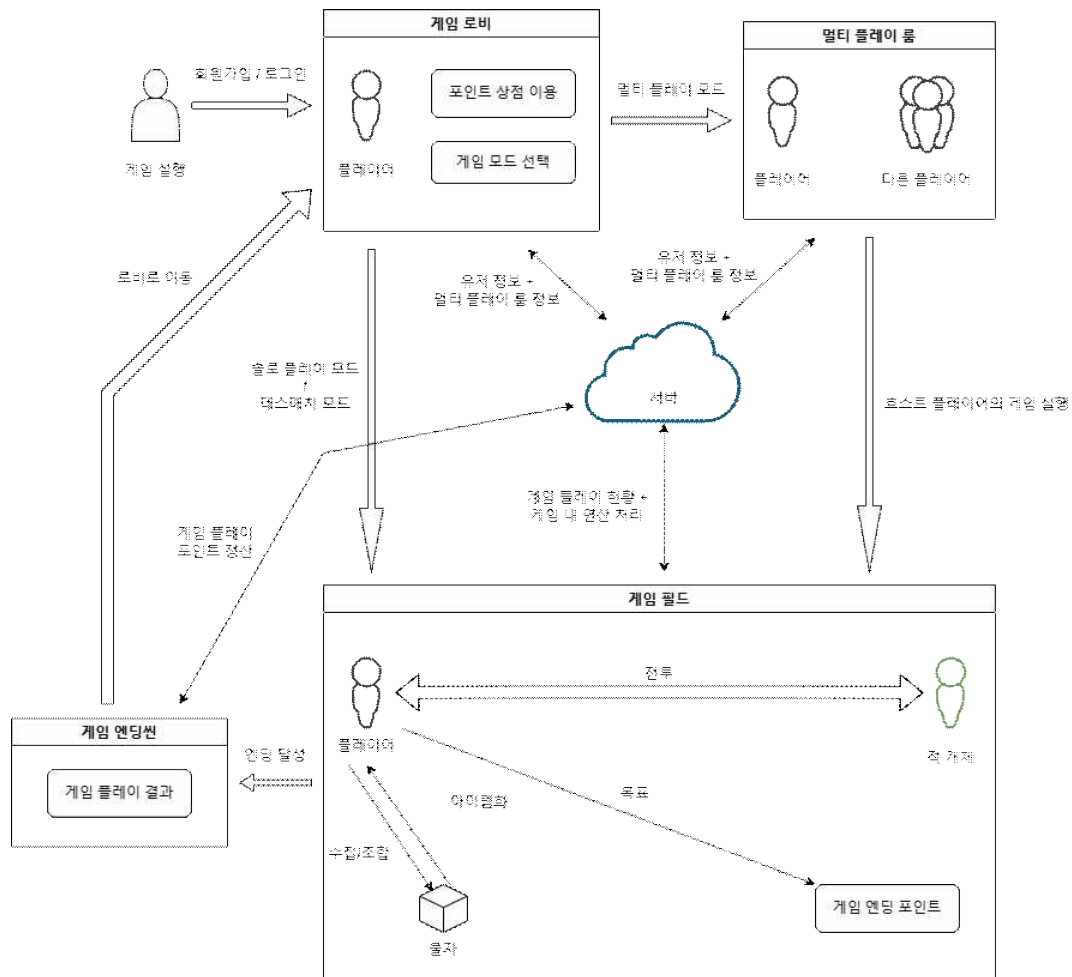 게임 로비
멀티 플레이 룸
회원가입 / 로그인
포인트 상점 이용
멀티 플레이 모드
게임 모드 선택
게임 실행
플레이어
플레이어
다른 플레이어
로비로 이동
유저 정보 +
멀티 플레이 룸 정보
유저 정보 +
멀티 플레이 룸 정보
솔로 플레이 모드
/
데스매치 모드
서버
호스트 플레이어의 게임 실행
게임 플레이 현황 +
게임 내 연산 처리
게임 플레이
포인트 정산
게임 필드
전투
게임 엔딩씬
플레이어
적 개체
엔딩 달성
게임 플레이 결과
아이템화
목표
수집/조합
게임 엔딩 포인트
물자